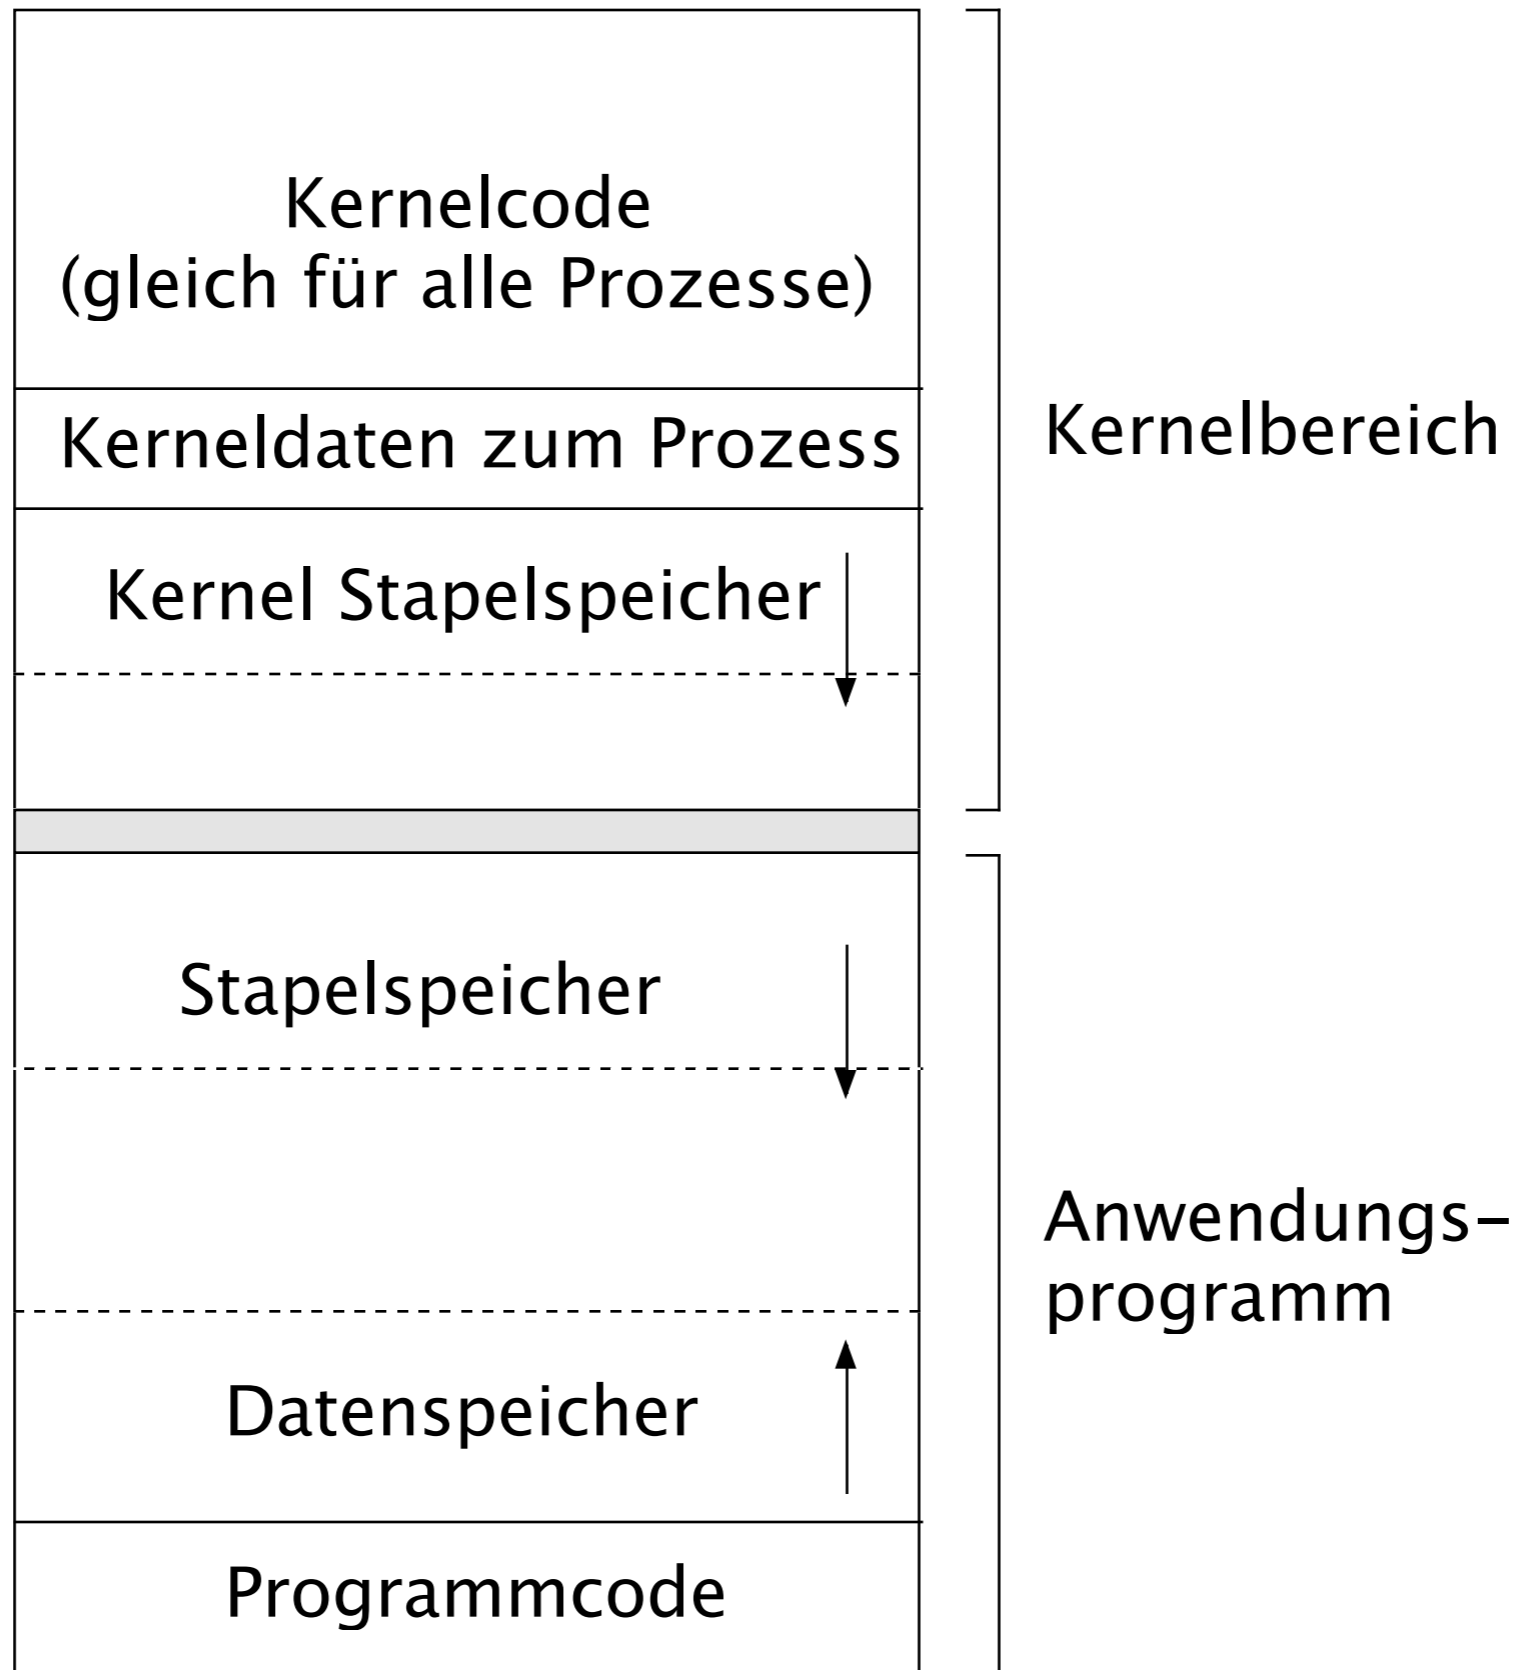 Kernelcode
(gleich für alle Prozesse)
Kerneldaten zum Prozess
Kernelbereich
Kernel Stapelspeicher
Stapelspeicher
Anwendungs-
programm
Datenspeicher
Programmcode